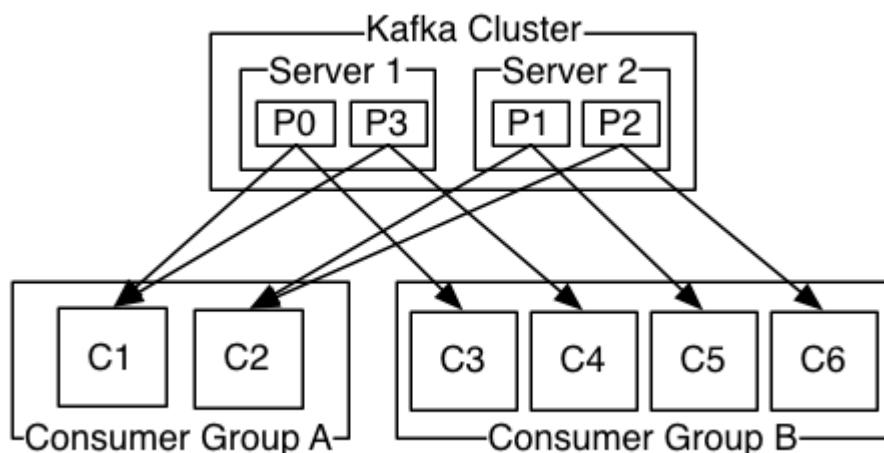 Kafka Cluster
Server 1 Server 2
P0 P3 P1 P2
C1 C2 C3 C4 C5 C6
Consumer Group A Consumer Group B